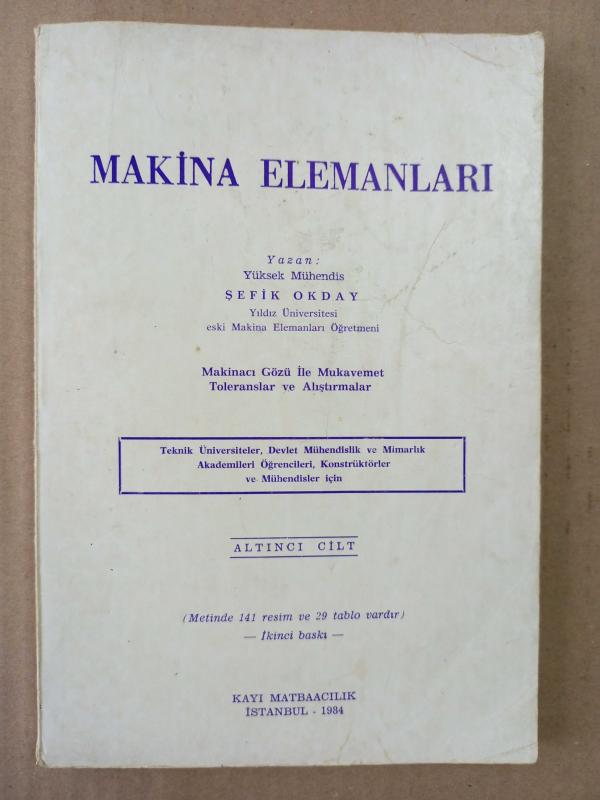 MAKİNA ELEMANLARI
Yazan:
Yüksek Mühendis
ŞEFİK OKDAY
Yıldız Üniversitesi
eski Makina Elemanları Öğretmeni
Makinacı Gözü İle Mukavemet
Toleranslar ve Alıştırmalar
Teknik Üniversiteler, Devlet Mühendislik ve Mimarlık
Akademileri Öğrencileri, Konstrüktörler
ve Mühendisler için
ALTINCI CİLT
(Metinde 141 resim ve 29 tablo vardır)
— İkinci baskı —
KAYI MATBAACILIK
İSTANBUL - 1984